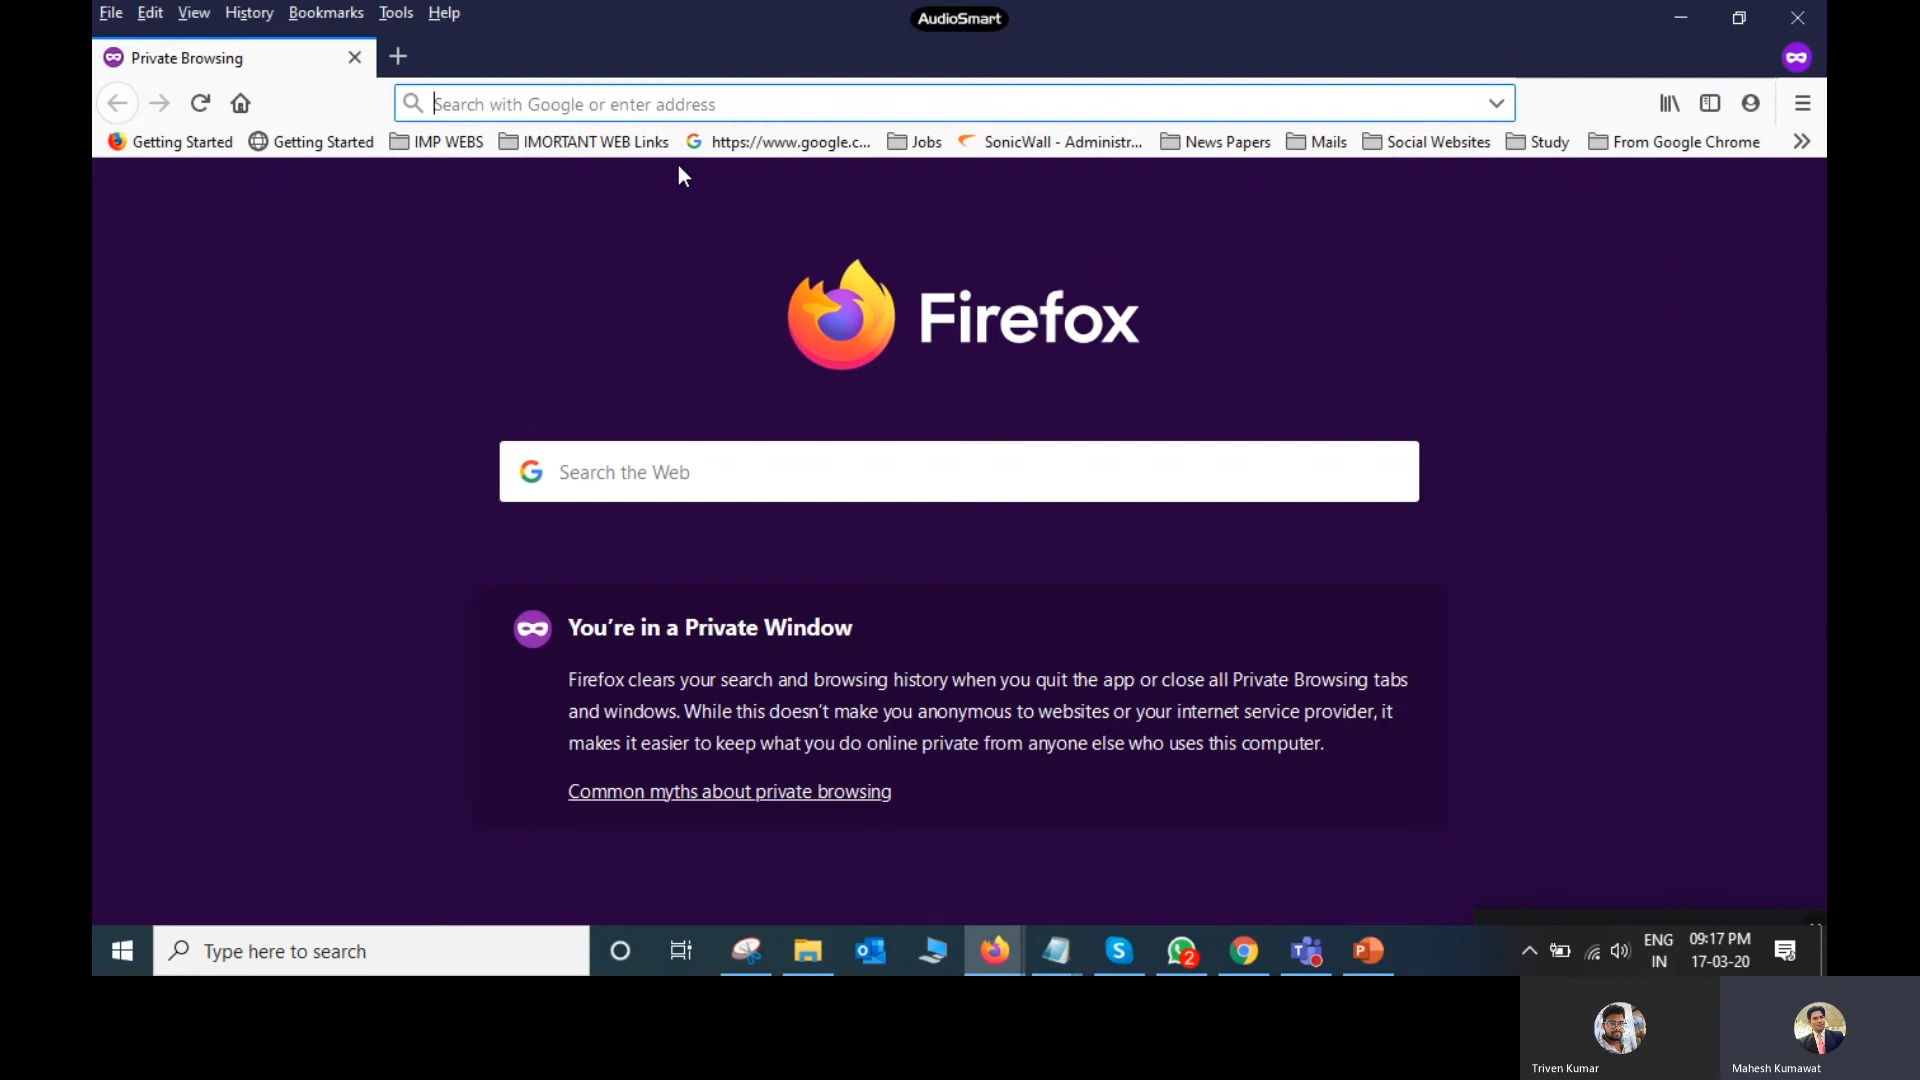 File Edit View History Bookmarks Tools Help
AudioSmart
Private Browsing
Search with Google or enter address
Getting Started Getting Started IMP WEBS IMORTANT WEB Links https://www.google.c... Jobs SonicWall - Administr... News Papers Mails Social Websites Study From Google Chrome
Firefox
Search the Web
You're in a Private Window
Firefox clears your search and browsing history when you quit the app or close all Private Browsing tabs
and windows. While this doesn't make you anonymous to websites or your internet service provider, it
makes it easier to keep what you do online private from anyone else who uses this computer.
Common myths about private browsing
Type here to search
2
ENG
IN
09:17 PM
17-03-20
Triven Kumar
Mahesh Kumawat